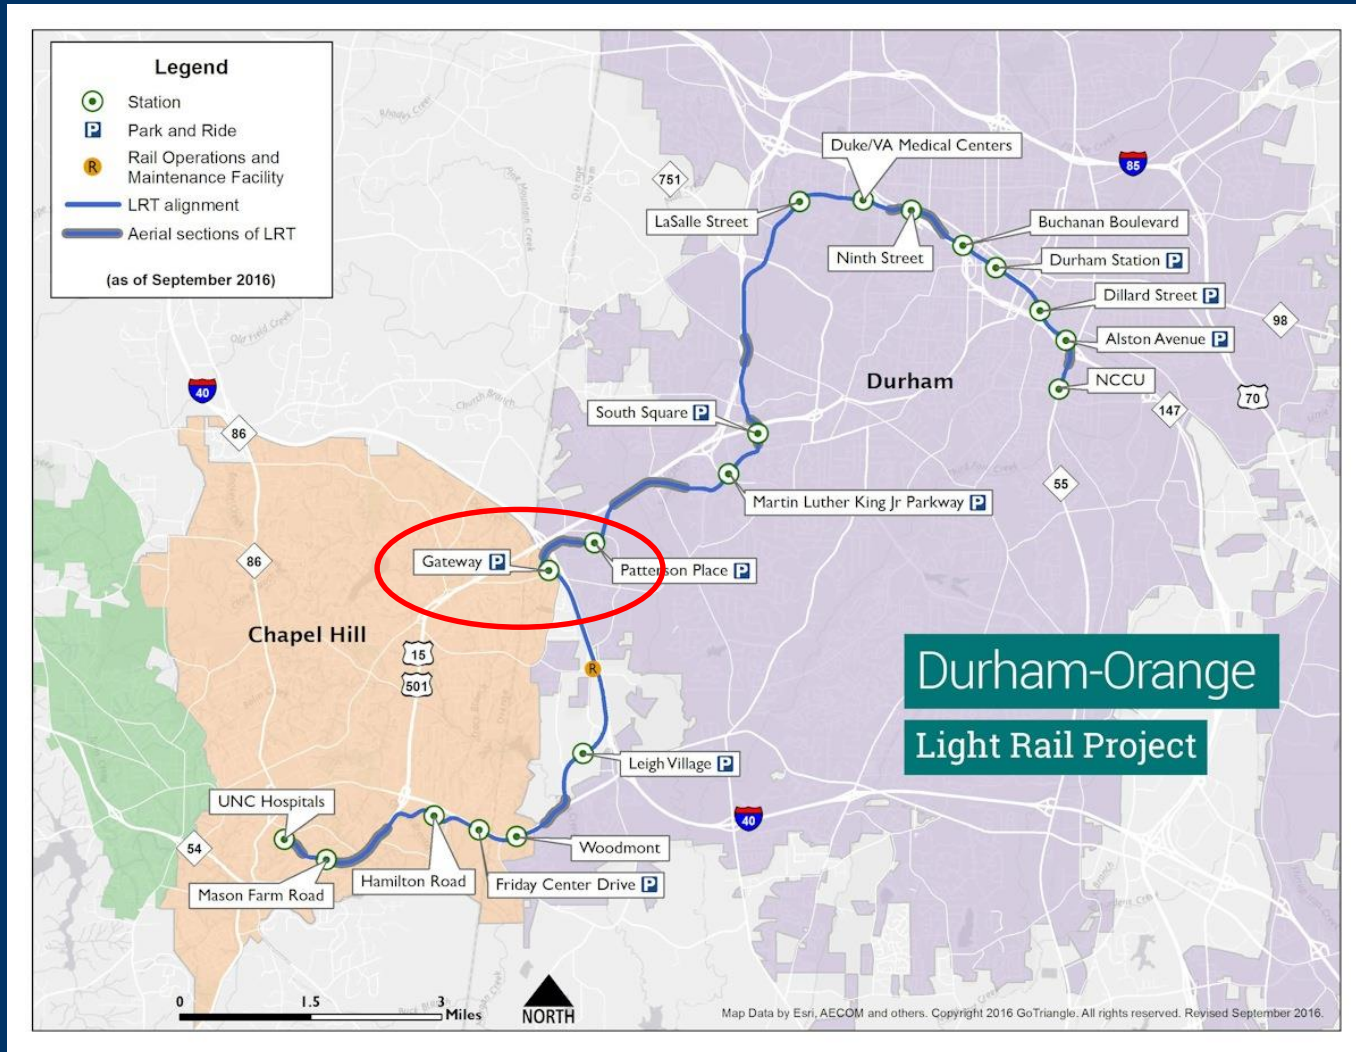 Legend
Station
Park and Ride
Rail Operations and
Maintenance Facility
LRT alignment
Aerial sections of LRT
(as of September 2016)
Duke/VA Medical Centers
85
751
LaSalle Street
Buchanan Boulevard
Ninth Street
Durham Station P
Dillard Street P
98
Alston Avenue P
40
Durham
NCCU
70
147
South Square P
86
55
Martin Luther King Jr Parkway P
Gateway P
86
Patterson Place P
Chapel Hill
15
501
R
Durham-Orange
Light Rail Project
Leigh Village P
UNC Hospitals
40
54
Woodmont
Hamilton Road
Friday Center Drive P
Mason Farm Road
0 1.5 3
Miles
NORTH
Map Data by Esri, AECOM and others. Copyright 2016 GoTriangle. All rights reserved. Revised September 2016.